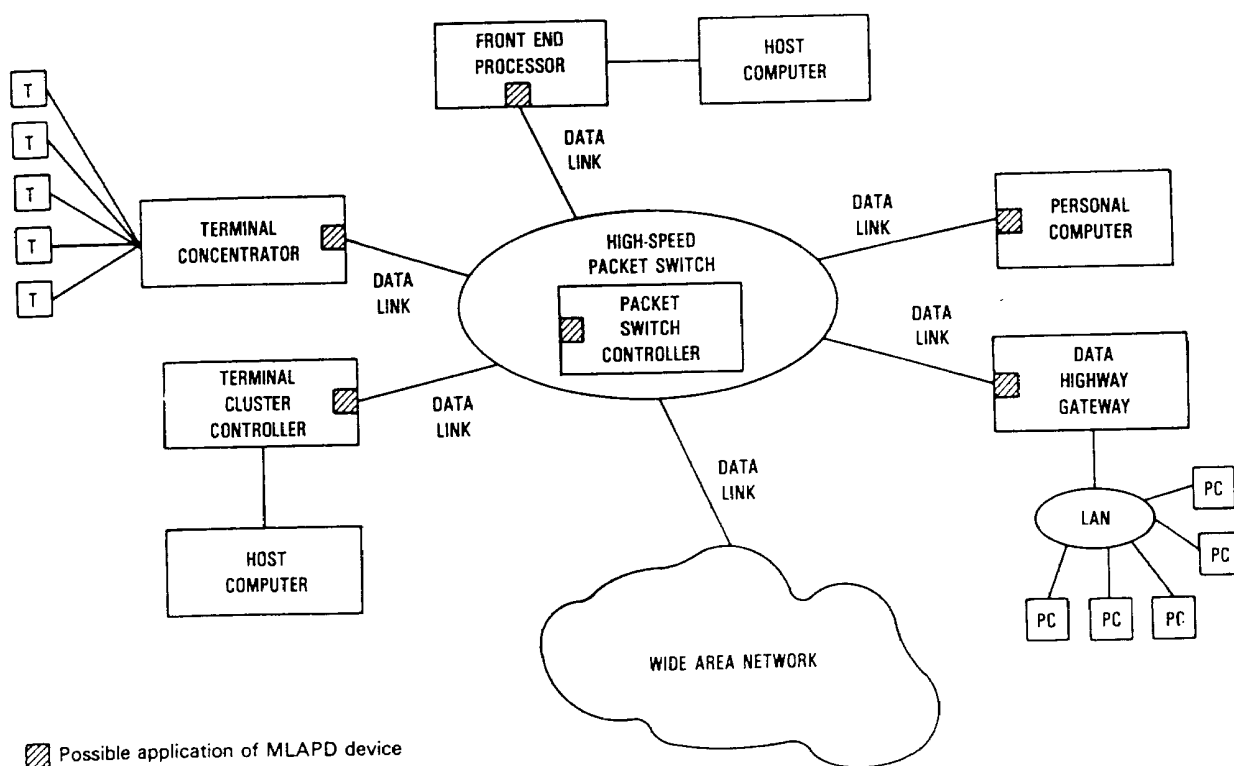 FRONT END
PROCESSOR
HOST
COMPUTER
DATA
LINK
T
T
T
T
T
TERMINAL
CONCENTRATOR
DATA
LINK
HIGH-SPEED
PACKET SWITCH
PACKET
SWITCH
CONTROLLER
DATA
LINK
PERSONAL
COMPUTER
DATA
LINK
DATA
HIGHWAY
GATEWAY
TERMINAL
CLUSTER
CONTROLLER
DATA
LINK
HOST
COMPUTER
DATA
LINK
LAN
PC
PC
PC
PC
PC
WIDE AREA NETWORK
Possible application of MLAPD device